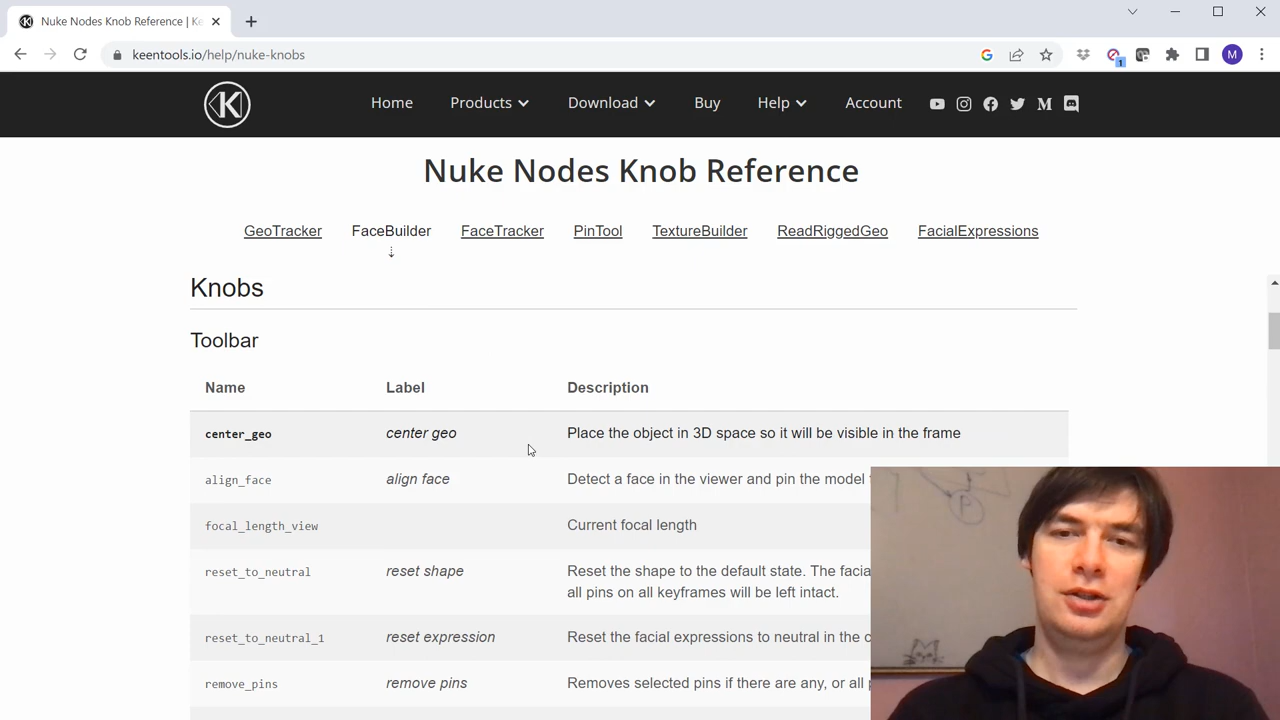 Nuke Nodes Knob Reference | Ke
keentools.io/help/nuke-knobs
1
M
K
Home Products Download Buy Help Account
Nuke Nodes Knob Reference
GeoTracker FaceBuilder FaceTracker PinTool TextureBuilder ReadRiggedGeo FacialExpressions
Knobs
Toolbar
Name Label Description
center_geo center geo Place the object in 3D space so it will be visible in the frame
align_face align face Detect a face in the viewer and pin the model
focal_length_view Current focal length
reset_to_neutral reset shape Reset the shape to the default state. The facia
all pins on all keyframes will be left intact.
reset_to_neutral_1 reset expression Reset the facial expressions to neutral in the c
remove_pins remove pins Removes selected pins if there are any, or all
P